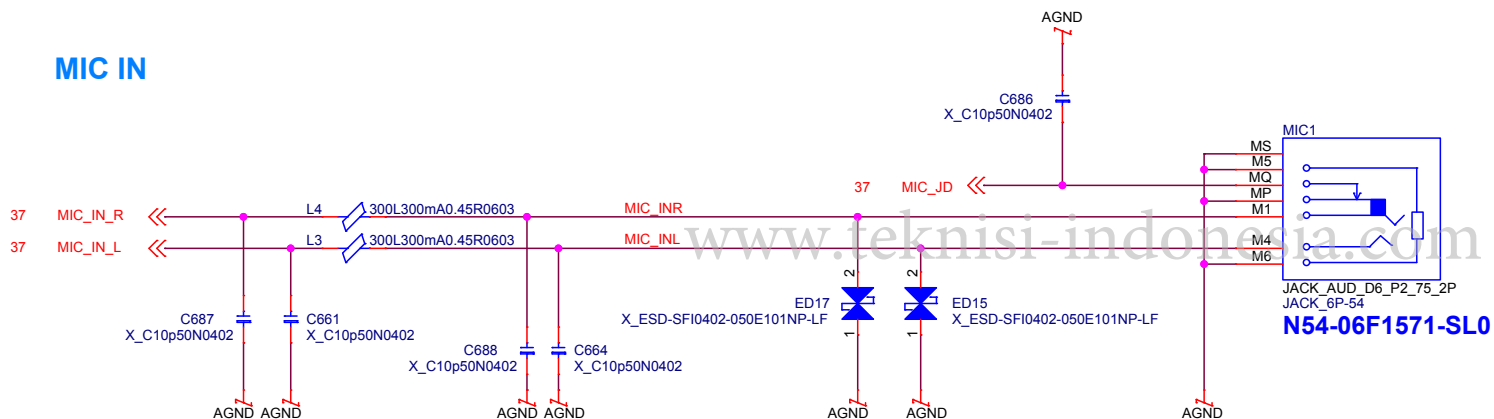 AGND
MIC IN
C686
X_C10p50N0402
MIC1
MS
M5
37 MIC_JD MQ
MP
37 MIC_IN_R L4 300L300mA0.45R0603 MIC_INR M1
37 MIC_IN_L L3 300L300mA0.45R0603 MIC_INL M4
www.teknisi-indonesia.com
M6
2 2
JACK_AUD_D6_P2_75_2P
JACK_6P-54
N54-06F1571-SL0
ED17 ED15
X_ESD-SFI0402-050E101NP-LF X_ESD-SFI0402-050E101NP-LF
1 1
C687 C661
X_C10p50N0402 X_C10p50N0402
C688 C664
X_C10p50N0402 X_C10p50N0402
AGND AGND AGND AGND AGND AGND AGND